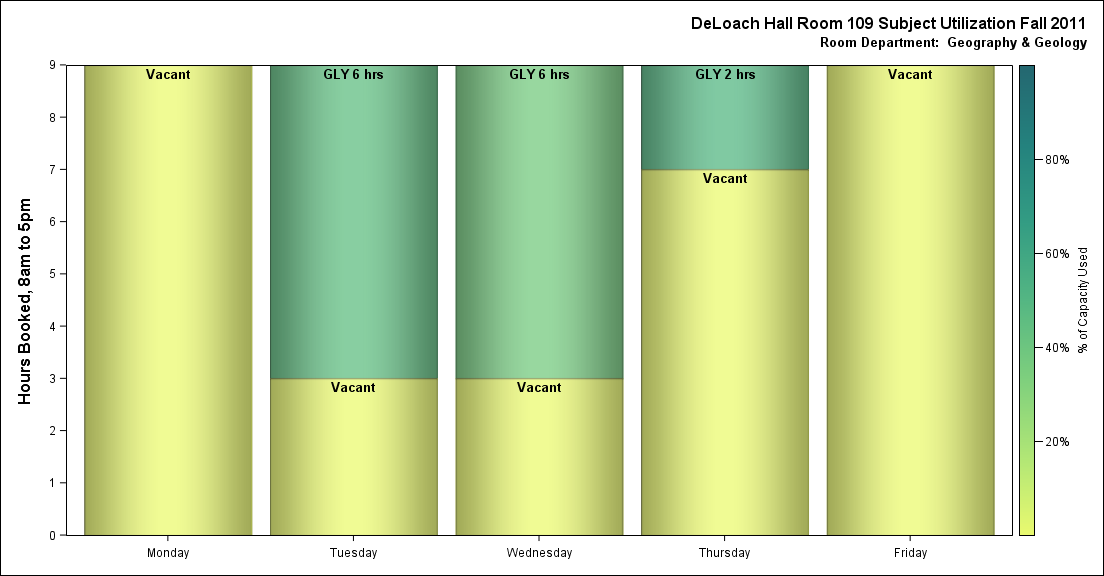 DeLoach Hall Room 109 Subject Utilization Fall 2011
Room Department: Geography & Geology
Hours Booked, 8am to 5pm
9
8
7
6
5
4
3
2
1
0
Vacant
GLY 6 hrs
GLY 6 hrs
GLY 2 hrs
Vacant
Vacant
Vacant
Vacant
Monday
Tuesday
Wednesday
Thursday
Friday
80%
60%
40%
20%
% of Capacity Used